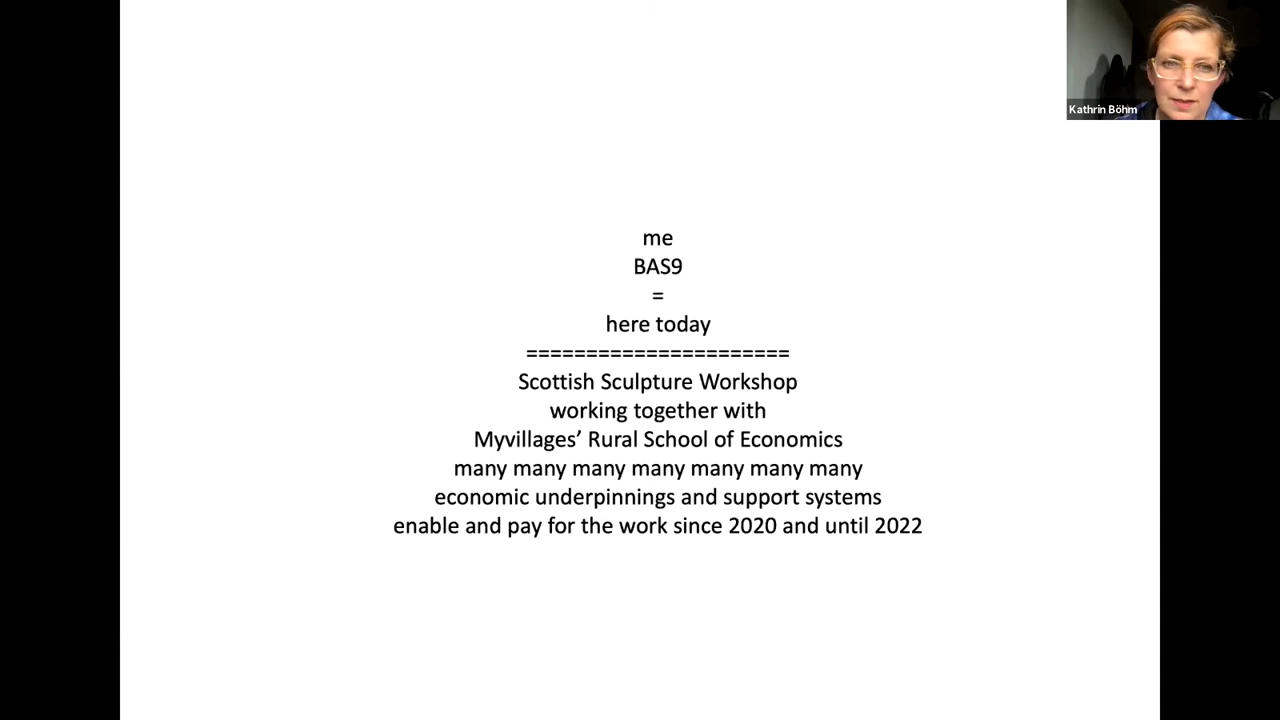 Kathrin Böhm
me
BAS9
=
here today
======================
Scottish Sculpture Workshop
working together with
Myvillages’ Rural School of Economics
many many many many many many many
economic underpinnings and support systems
enable and pay for the work since 2020 and until 2022